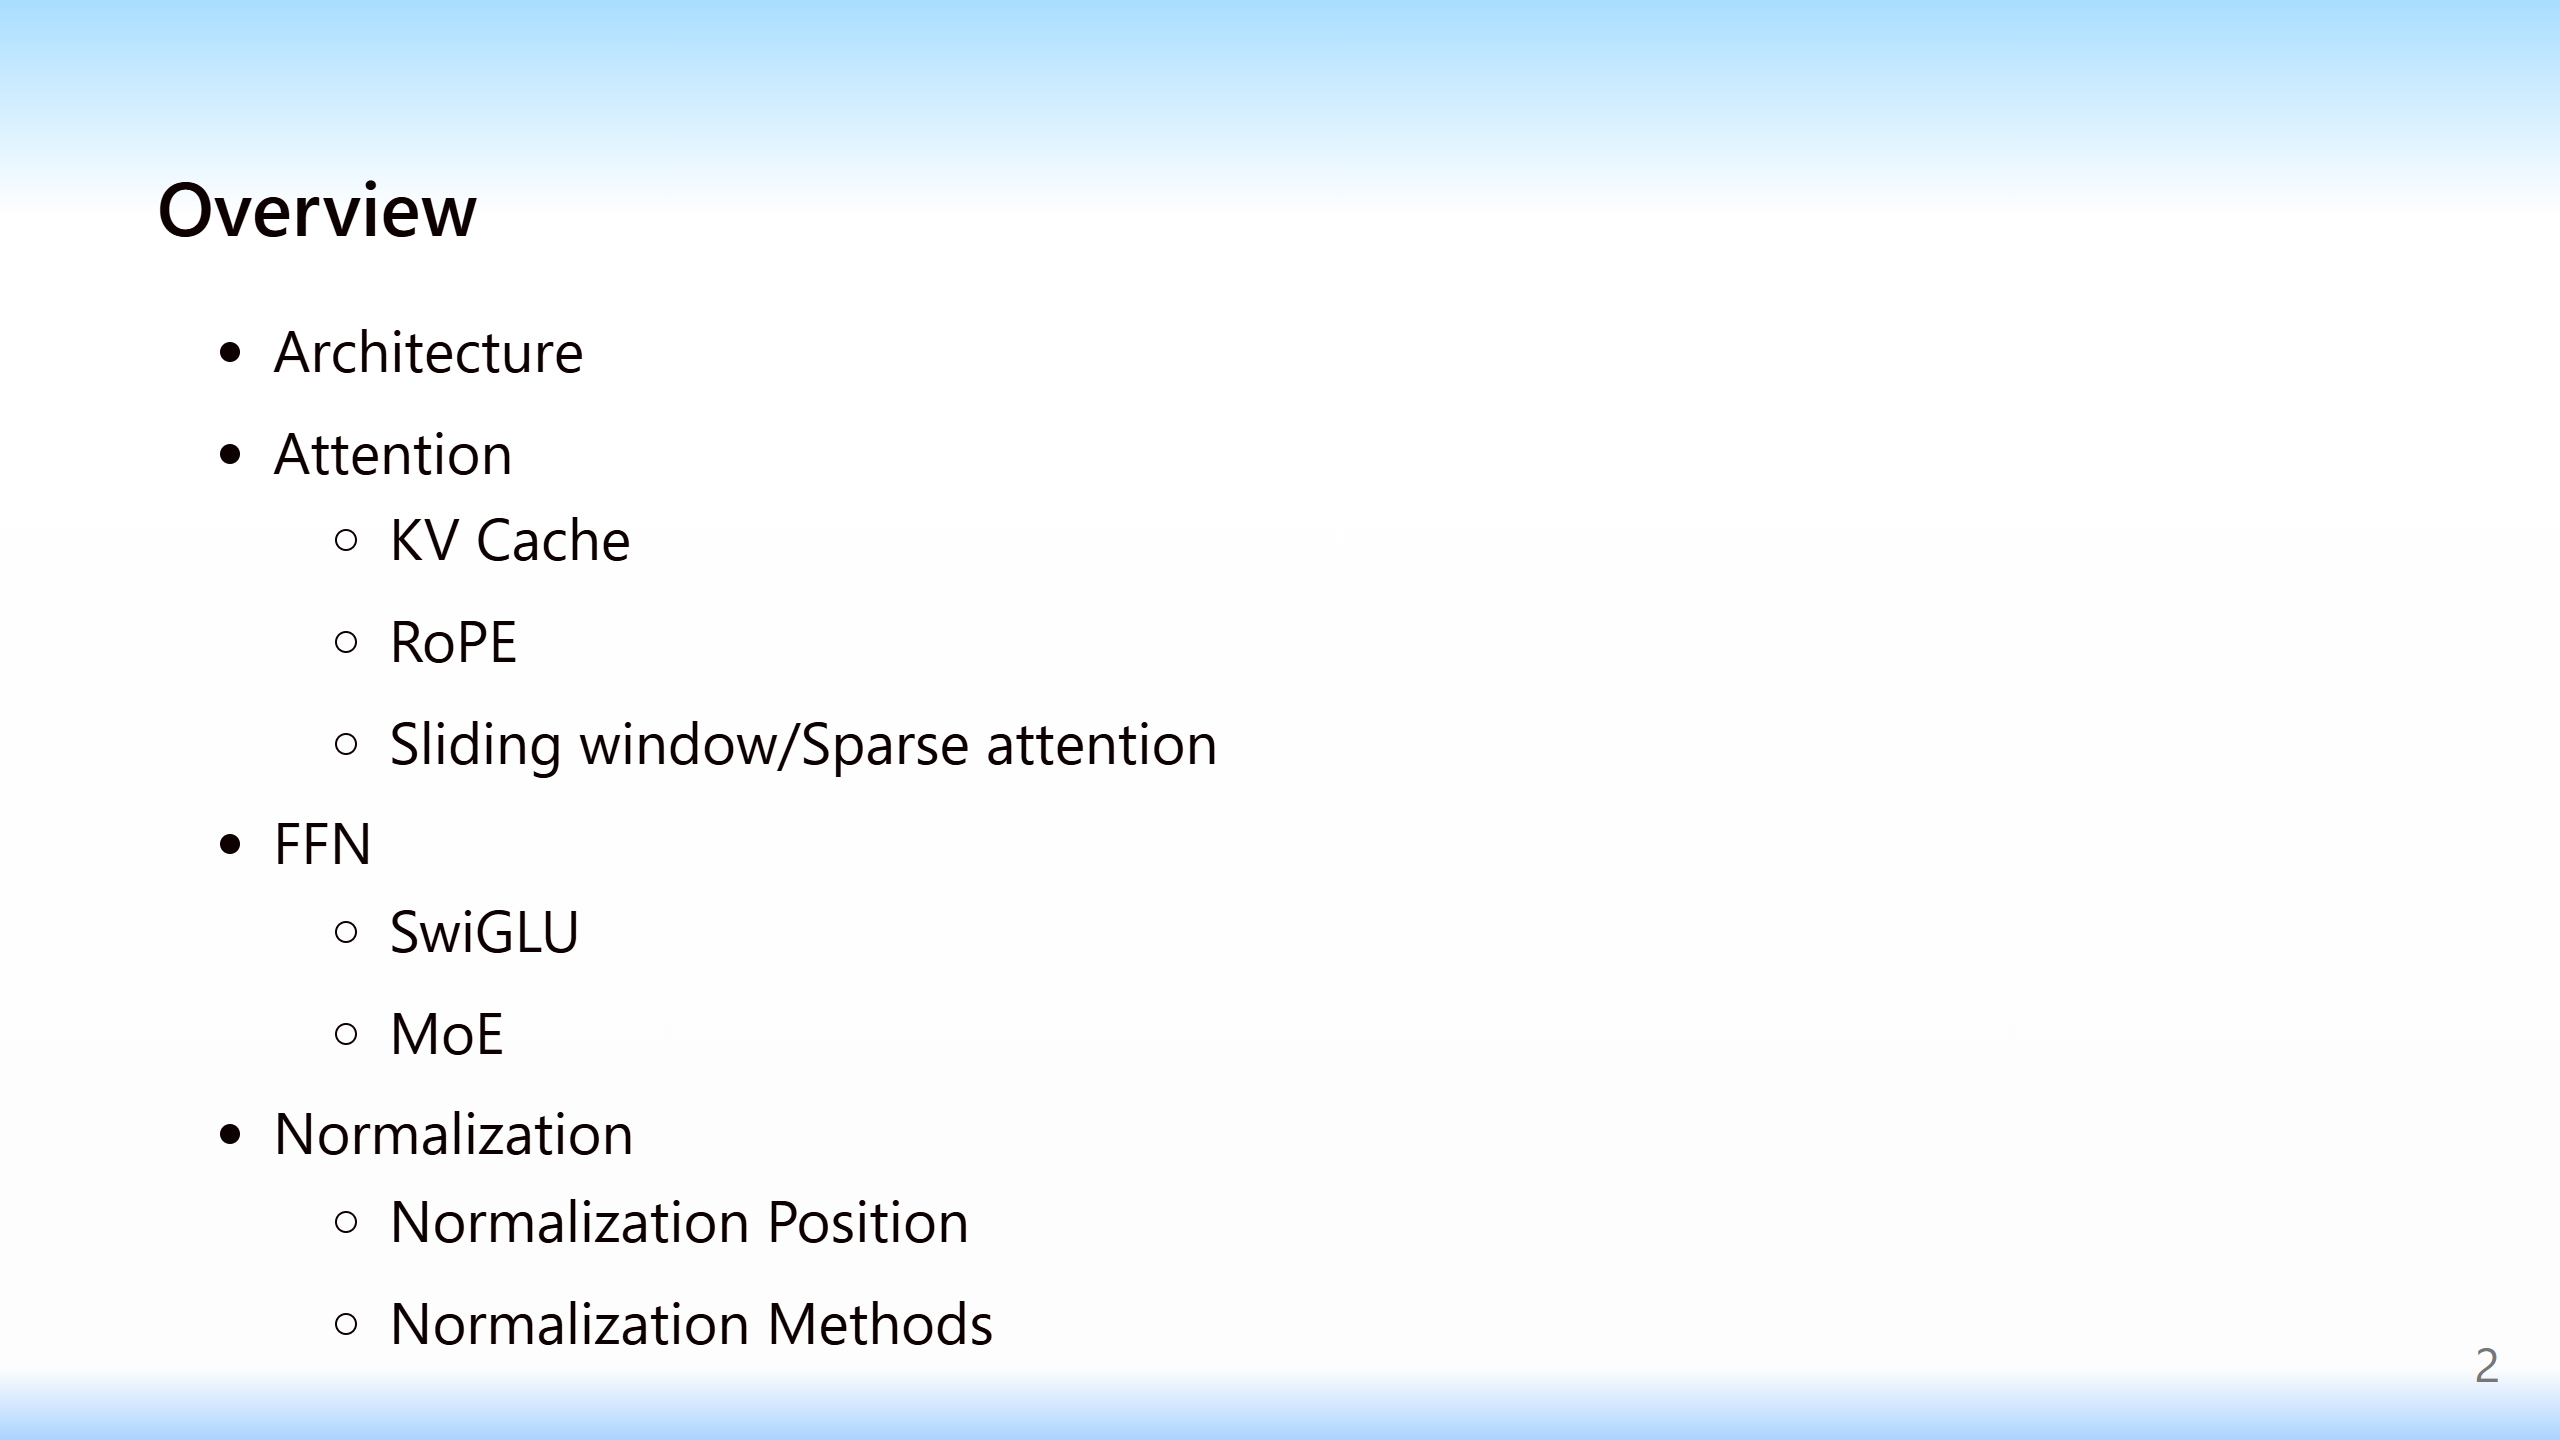 Overview
Architecture
Attention
KV Cache
RoPE
Sliding window/Sparse attention
FFN
SwiGLU
MoE
Normalization
Normalization Position
Normalization Methods
2